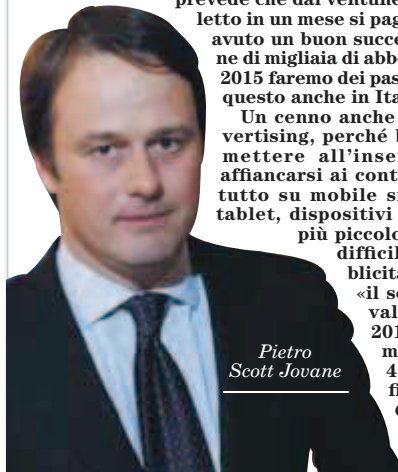 prevede che dal ventune
letto in un mese si pag
avuto un buon succe
ne di migliaia di abbo
2015 faremo dei pas
questo anche in Ita
Un cenno anche
vertising, perché b
mettere all'inse
affiancarsi ai cont
tutto su mobile s
tablet, dispositivi
più piccolo
difficil
blicita
«il se
val
201
m
4
fi
Pietro
Scott Jovane